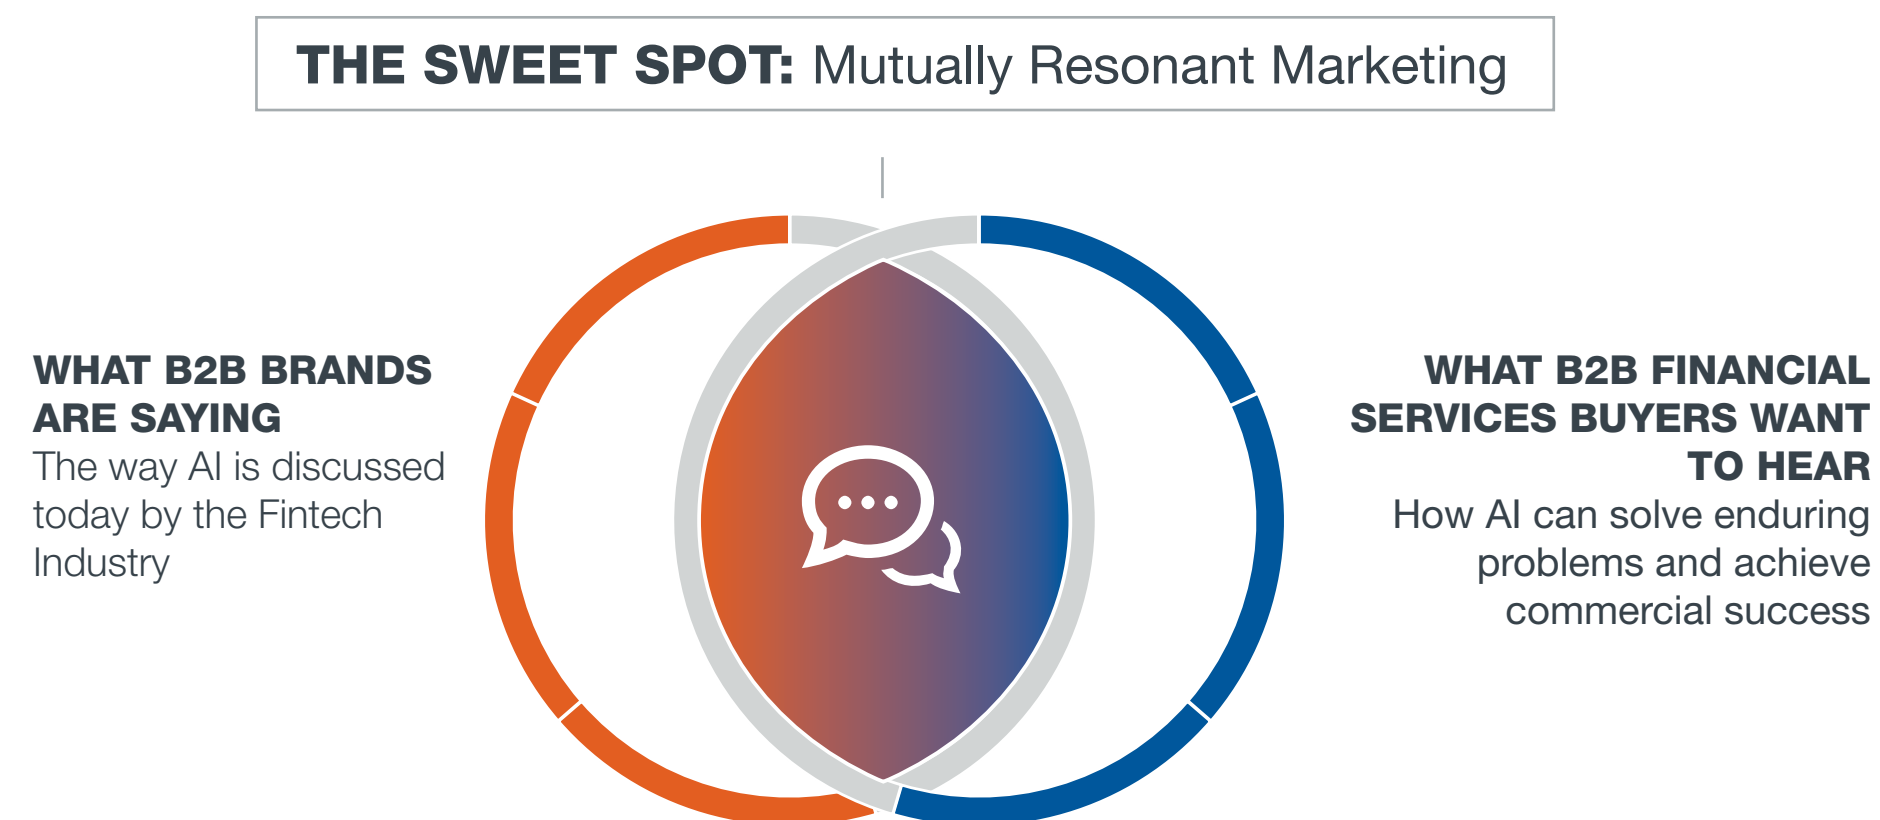 THE SWEET SPOT: Mutually Resonant Marketing
WHAT B2B BRANDS
ARE SAYING
The way AI is discussed
today by the Fintech
Industry
WHAT B2B FINANCIAL
SERVICES BUYERS WANT
TO HEAR
How AI can solve enduring
problems and achieve
commercial success